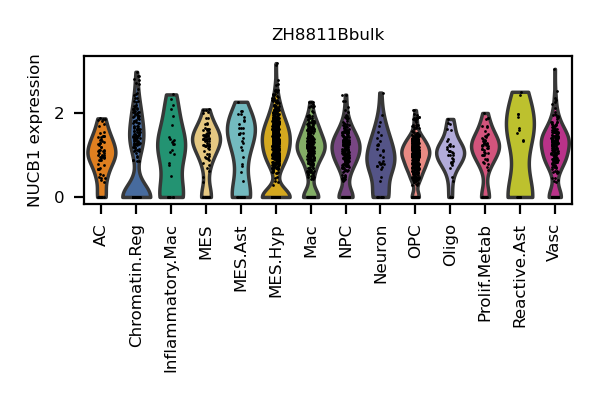 ZH8811Bbulk
NUCB1 expression
2
0
AC
Chromatin.Reg
Inflammatory.Mac
MES
MES.Ast
MES.Hyp
Mac
NPC
Neuron
OPC
Oligo
Prolif.Metab
Reactive.Ast
Vasc